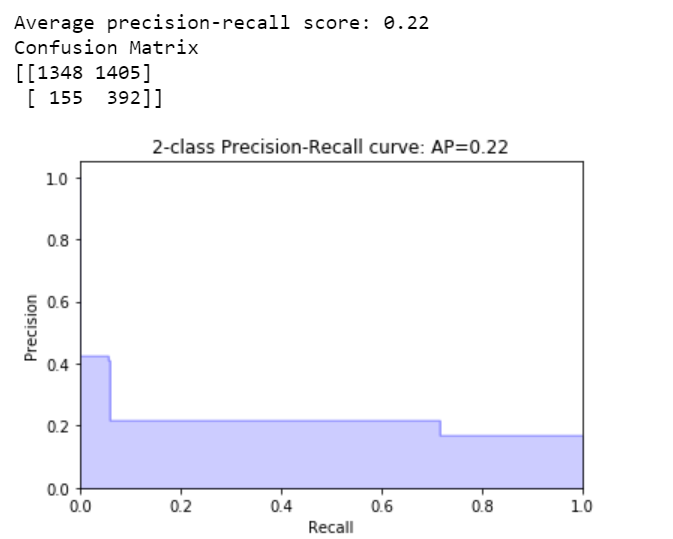 Average precision-recall score: 0.22
Confusion Matrix
[[1348 1405]
 [ 155  392]]
2-class Precision-Recall curve: AP=0.22
1.0
0.8
0.6
0.4
0.2
0.0
Precision
0.0 0.2 0.4 0.6 0.8 1.0
Recall